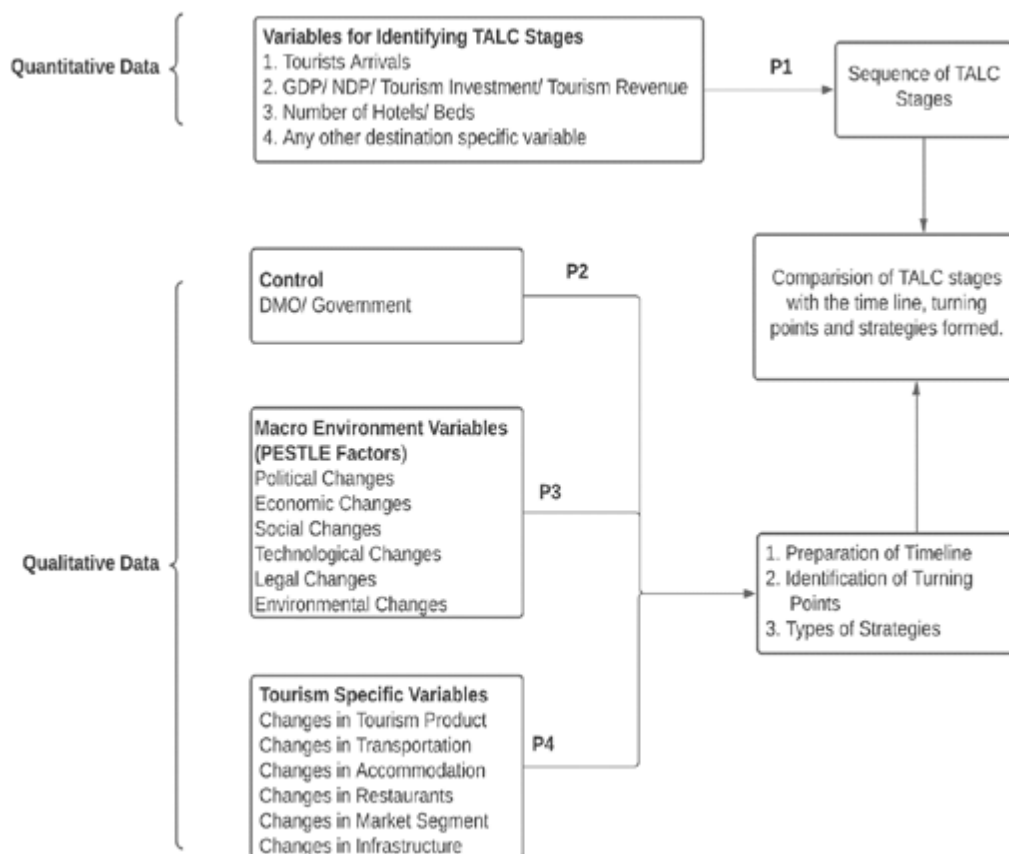 Quantitative Data
Variables for Identifying TALC Stages
1. Tourists Arrivals
2. GDP/ NDP/ Tourism Investment/ Tourism Revenue
3. Number of Hotels/ Beds
4. Any other destination specific variable
P1
Sequence of TALC
Stages
Comparision of TALC stages
with the time line, turning
points and strategies formed.
Qualitative Data
Control
DMO/ Government
P2
Macro Environment Variables
(PESTLE Factors)
Political Changes
Economic Changes
Social Changes
Technological Changes
Legal Changes
Environmental Changes
P3
Tourism Specific Variables
Changes in Tourism Product
Changes in Transportation
Changes in Accommodation
Changes in Restaurants
Changes in Market Segment
Changes in Infrastructure
P4
1. Preparation of Timeline
2. Identification of Turning
Points
3. Types of Strategies